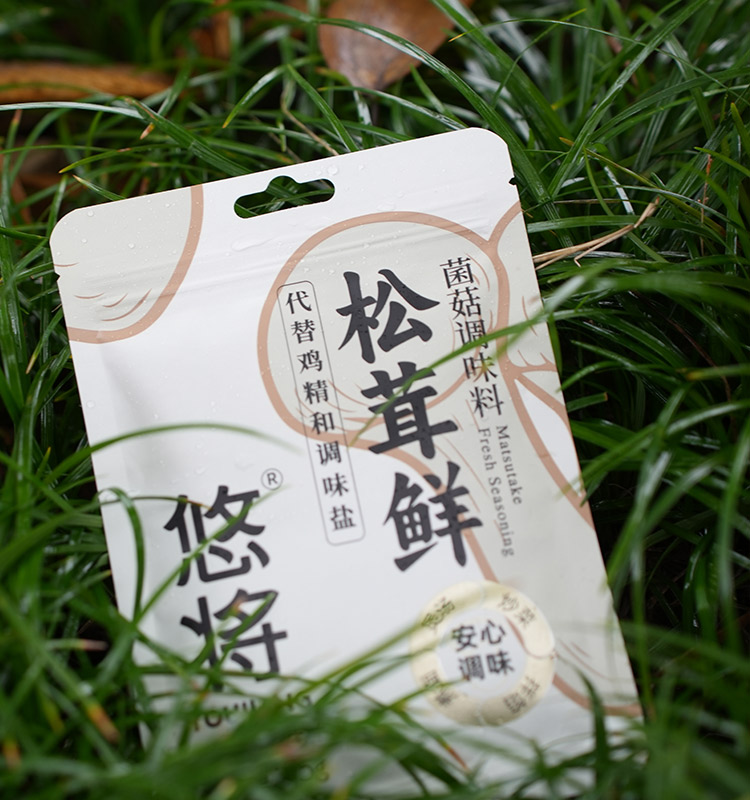 菌菇调味料
松茸鲜
Matsutake
Fresh Seasoning
代替鸡精和调味盐
悠将®
安心
调味